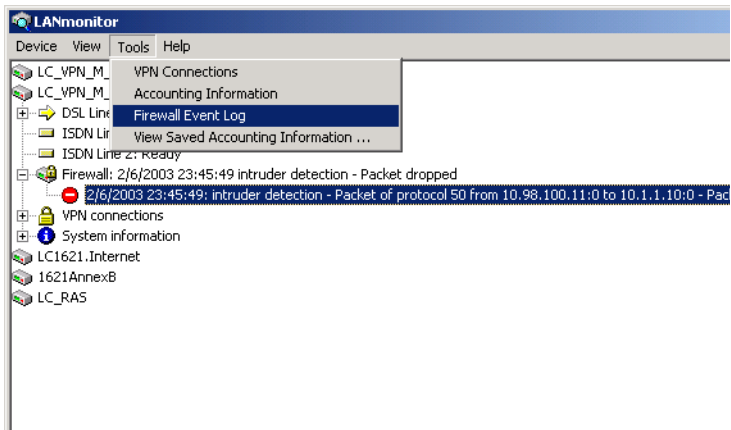 LANmonitor
Device View Tools Help
VPN Connections
Accounting Information
Firewall Event Log
View Saved Accounting Information ...
LC_VPN_M_
LC_VPN_M_
DSL Line
ISDN Lin
ISDN Line 2: Ready
Firewall: 2/6/2003 23:45:49 intruder detection - Packet dropped
2/6/2003 23:45:49: intruder detection - Packet of protocol 50 from 10.98.100.11:0 to 10.1.1.10:0 - Pac
VPN connections
System information
LC1621.Internet
1621AnnexB
LC_RAS